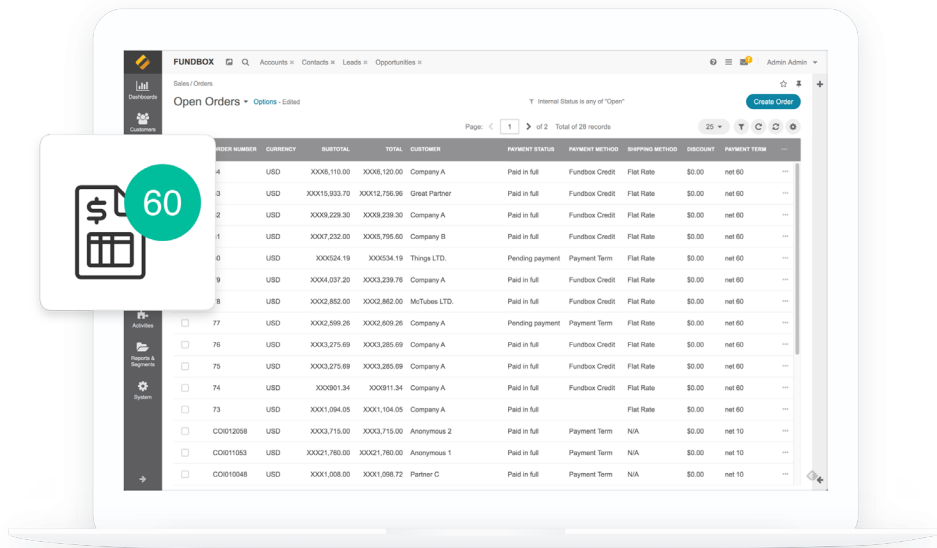 FUNDBOX Accounts × Contacts × Leads × Opportunities × Admin Admin
Sales / Orders
Open Orders Options - Edited Internal Status is any of "Open" Create Order
Page: 1 of 2 Total of 28 records 25
Dashboards
Customers
Activities
Reports & Segments
System
$ 60
ORDER NUMBER CURRENCY SUBTOTAL TOTAL CUSTOMER PAYMENT STATUS PAYMENT METHOD SHIPPING METHOD DISCOUNT PAYMENT TERM
4 USD XXX6,110.00 XXX6,120.00 Company A Paid in full Fundbox Credit Flat Rate $0.00 net 60
3 USD XXX15,933.70 XXX12,756.96 Great Partner Paid in full Fundbox Credit Flat Rate $0.00 net 60
2 USD XXX9,229.30 XXX9,239.30 Company A Paid in full Fundbox Credit Flat Rate $0.00 net 60
1 USD XXX7,232.00 XXX5,795.60 Company B Paid in full Fundbox Credit Flat Rate $0.00 net 60
0 USD XXX524.19 XXX534.19 Things LTD. Pending payment Payment Term Flat Rate $0.00 net 60
9 USD XXX4,037.20 XXX3,239.76 Company A Paid in full Fundbox Credit Flat Rate $0.00 net 60
8 USD XXX2,852.00 XXX2,862.00 McTubes LTD. Paid in full Fundbox Credit Flat Rate $0.00 net 60
77 USD XXX2,599.26 XXX2,609.26 Company A Pending payment Payment Term Flat Rate $0.00 net 60
76 USD XXX3,275.69 XXX3,285.69 Company A Paid in full Fundbox Credit Flat Rate $0.00 net 60
75 USD XXX3,275.69 XXX3,285.69 Company A Paid in full Fundbox Credit Flat Rate $0.00 net 60
74 USD XXX901.34 XXX911.34 Company A Paid in full Fundbox Credit Flat Rate $0.00 net 60
73 USD XXX1,094.05 XXX1,104.05 Company A Paid in full Flat Rate $0.00 net 60
COI012058 USD XXX3,715.00 XXX3,715.00 Anonymous 2 Paid in full Payment Term N/A $0.00 net 10
COI011053 USD XXX21,760.00 XXX21,760.00 Anonymous 1 Paid in full Payment Term N/A $0.00 net 10
COI010048 USD XXX1,008.00 XXX1,098.72 Partner C Paid in full Payment Term N/A $0.00 net 10